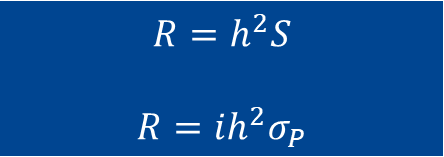 R = h²S
R = ih²σ_P